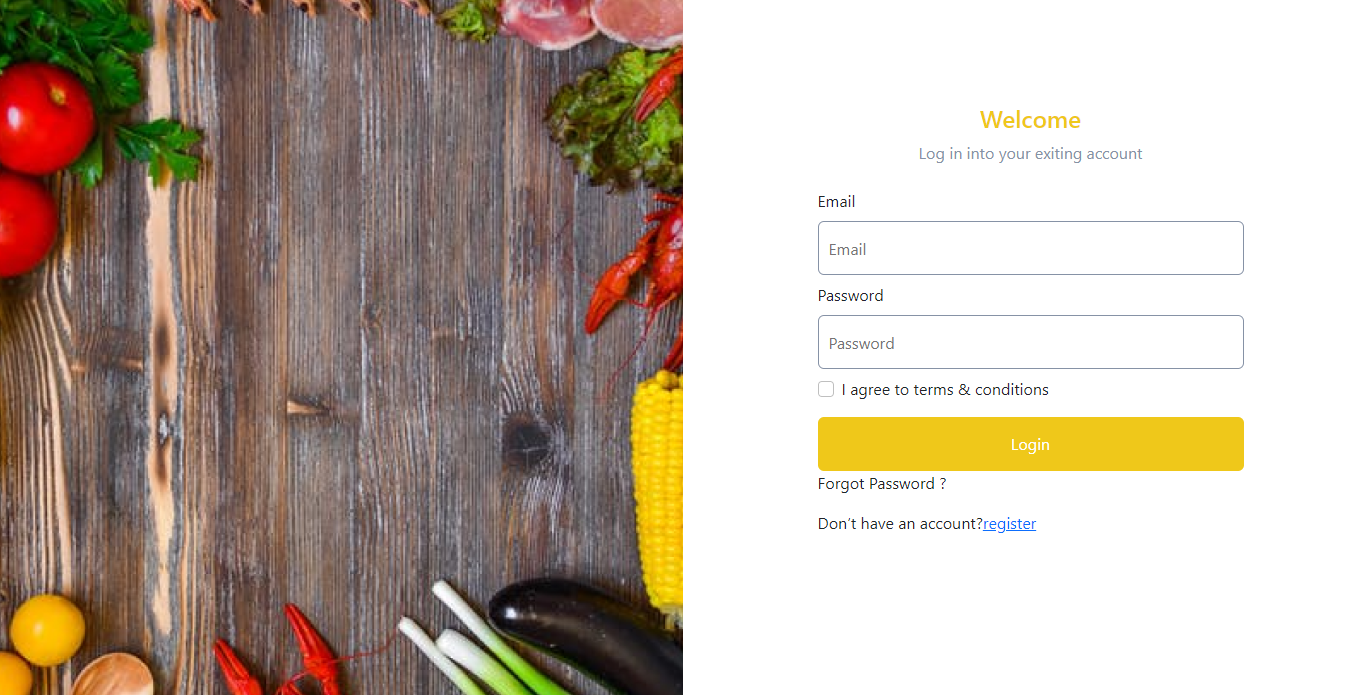 Welcome
Log in into your exiting account
Email
Email
Password
Password
I agree to terms & conditions
Login
Forgot Password ?
Don't have an account?register